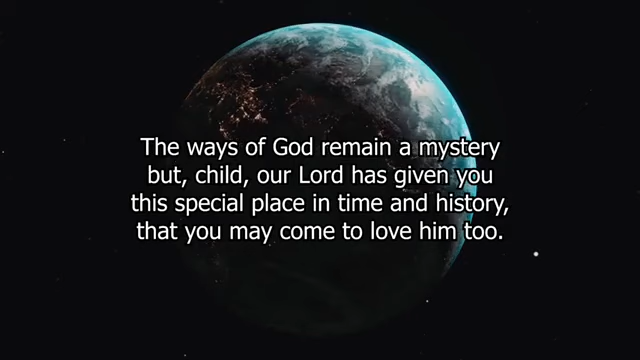 The ways of God remain a mystery
but, child, our Lord has given you
this special place in time and history,
that you may come to love him too.